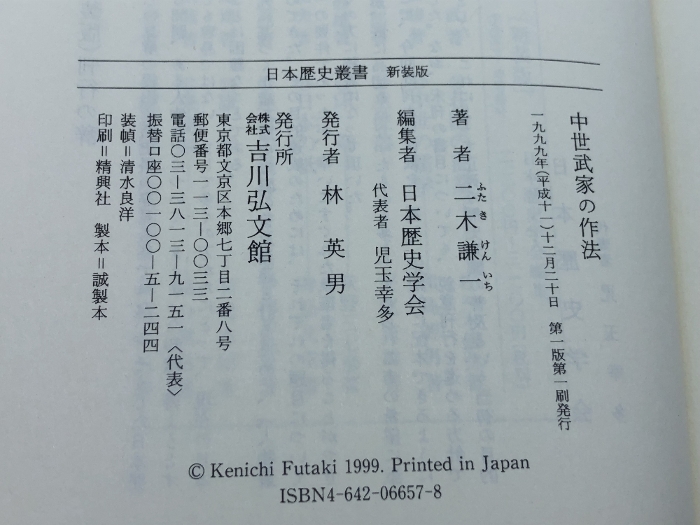 日本歴史叢書 新装版
中世武家の作法
一九九九年(平成十一)十二月二十日 第一版第一刷発行
著者 二木謙一
ふたきけんいち
編集者 日本歴史学会
代表者 児玉幸多
発行者 林英男
発行所
株式会社 吉川弘文館
東京都文京区本郷七丁目二番八号
郵便番号一一三―〇〇三三
電話〇三―三八一三―九一五一〈代表〉
振替口座〇〇一〇〇―五―二四四
装幀=清水良洋
印刷=精興社 製本=誠製本
© Kenichi Futaki 1999. Printed in Japan
ISBN4-642-06657-8